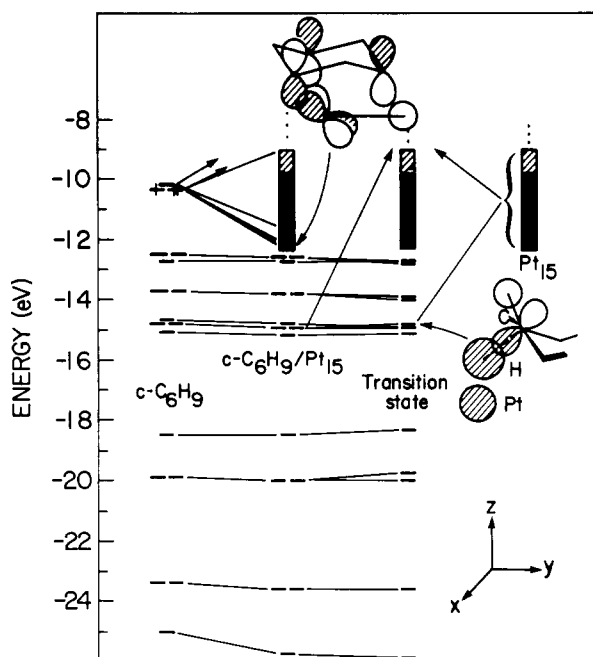 -8
-10
-12
-14
-16
-18
-20
-22
-24
ENERGY (eV)
c-C6H9
c-C6H9/Pt15
Transition
state
Pt15
C
H
Pt
z
y
x